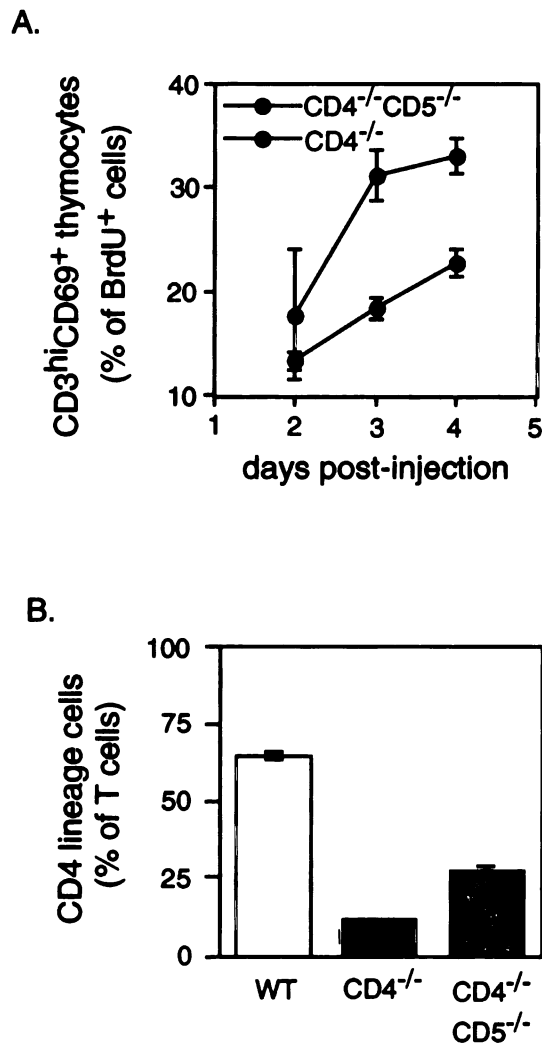 A.
CD3ʰⁱCD69⁺ thymocytes
(% of BrdU⁺ cells)
40
30
20
10
CD4⁻/⁻CD5⁻/⁻
CD4⁻/⁻
1 2 3 4 5
days post-injection
B.
CD4 lineage cells
(% of T cells)
100
75
50
25
0
WT CD4⁻/⁻ CD4⁻/⁻
CD5⁻/⁻